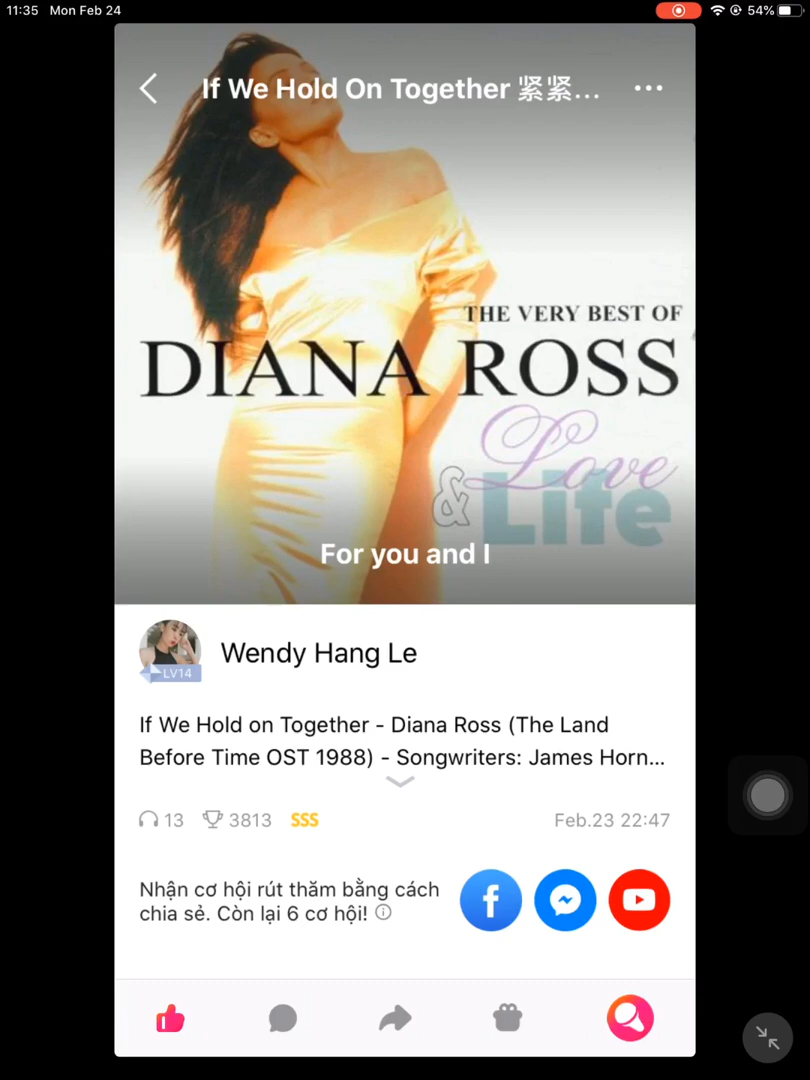 11:35 Mon Feb 24
54%
If We Hold On Together 紧紧...
THE VERY BEST OF
DIANA ROSS
Love
& Life
For you and I
LV14
Wendy Hang Le
If We Hold on Together - Diana Ross (The Land
Before Time OST 1988) - Songwriters: James Horn...
13 3813 SSS
Feb.23 22:47
Nhận cơ hội rút thăm bằng cách
chia sẻ. Còn lại 6 cơ hội!